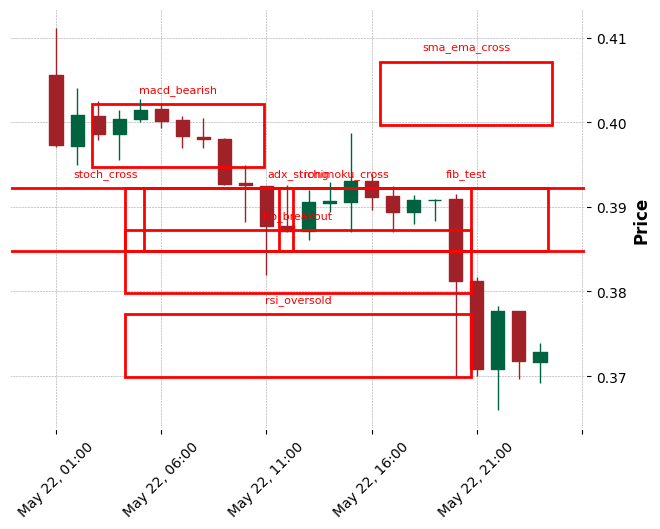 sma_ema_cross
0.41
macd_bearish
0.40
stoch_cross
adx_strong
ichimoku_cross
fib_test
0.39
rsi_oversold
0.38
0.37
Price
May 22, 01:00
May 22, 06:00
May 22, 11:00
May 22, 16:00
May 22, 21:00